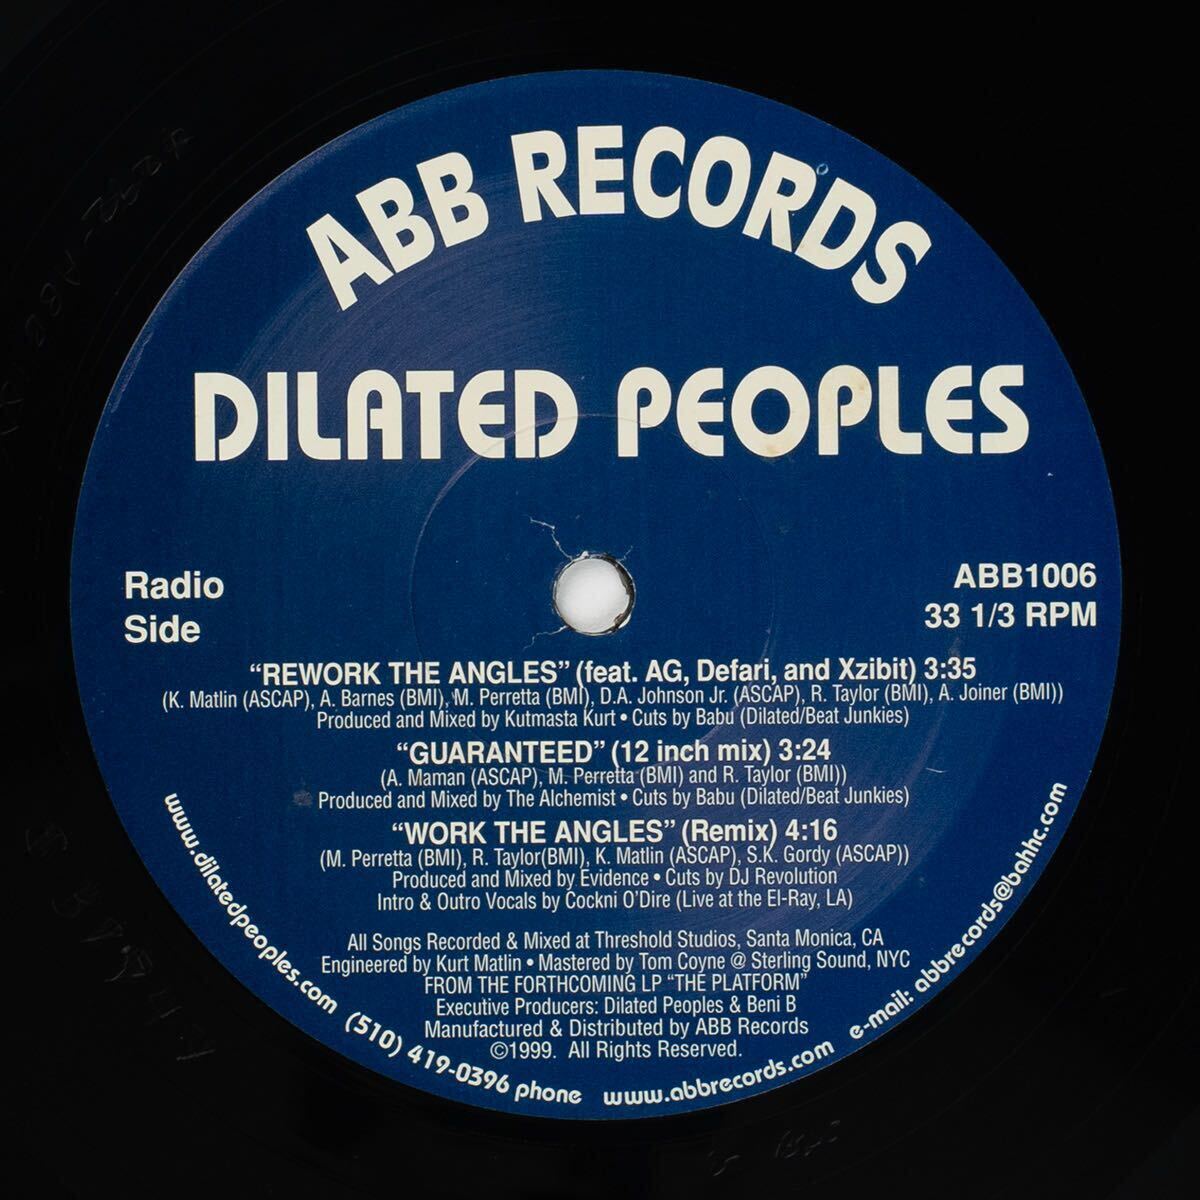 ABB RECORDS
DILATED PEOPLES
Radio
Side
ABB1006
33 1/3 RPM
“REWORK THE ANGLES” (feat. AG, Defari, and Xzibit) 3:35
(K. Matlin (ASCAP), A. Barnes (BMI), M. Perretta (BMI), D.A. Johnson Jr. (ASCAP), R. Taylor (BMI), A. Joiner (BMI))
Produced and Mixed by Kutmasta Kurt • Cuts by Babu (Dilated/Beat Junkies)
“GUARANTEED” (12 inch mix) 3:24
(A. Maman (ASCAP), M. Perretta (BMI) and R. Taylor (BMI))
Produced and Mixed by The Alchemist • Cuts by Babu (Dilated/Beat Junkies)
“WORK THE ANGLES” (Remix) 4:16
(M. Perretta (BMI), R. Taylor(BMI), K. Matlin (ASCAP), S.K. Gordy (ASCAP))
Produced and Mixed by Evidence • Cuts by DJ Revolution
Intro & Outro Vocals by Cockni O’Dire (Live at the El-Ray, LA)
All Songs Recorded & Mixed at Threshold Studios, Santa Monica, CA
Engineered by Kurt Matlin • Mastered by Tom Coyne @ Sterling Sound, NYC
FROM THE FORTHCOMING LP “THE PLATFORM”
Executive Producers: Dilated Peoples & Beni B
Manufactured & Distributed by ABB Records
©1999. All Rights Reserved.
www.dilatedpeoples.com (510) 419-0396 phone www.abbrecords.com e-mail: abbrecords@bahhc.com